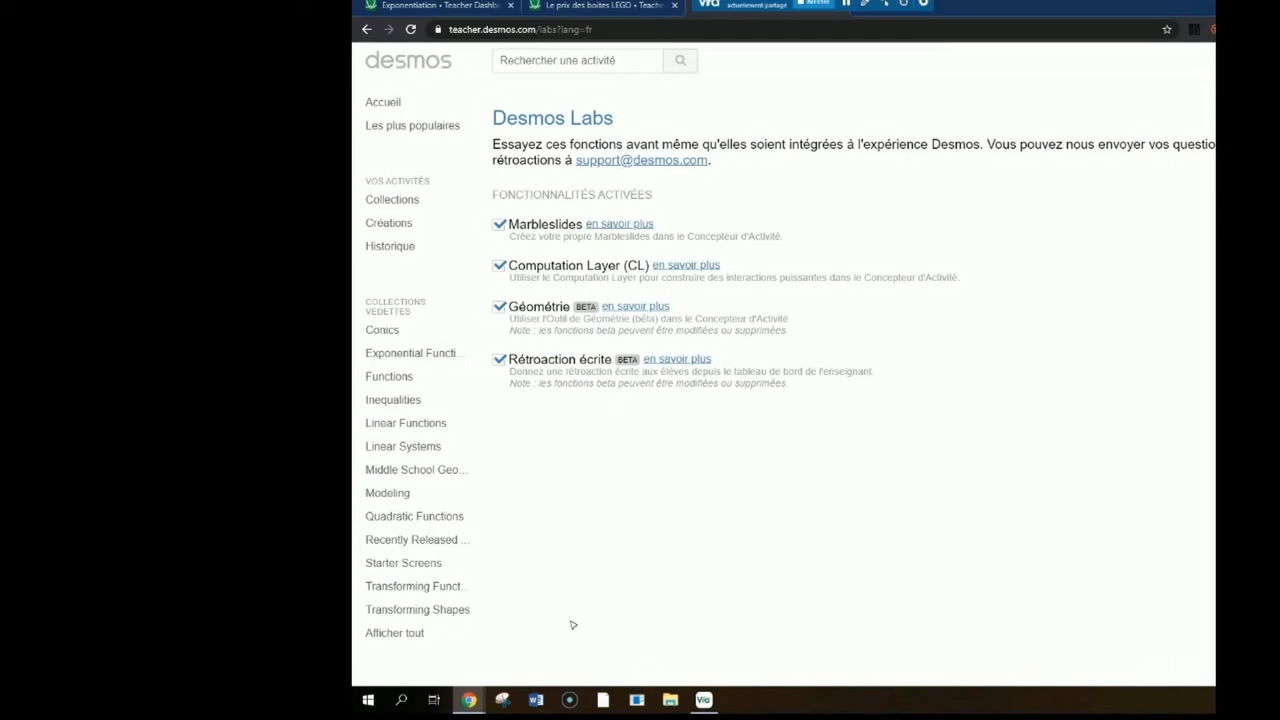 Exponentiation • Teacher Dashb
Le prix des boites LEGO • Teache
via
actuellement partagé
teacher.desmos.com/labs?lang=fr
desmos
Rechercher une activité
Accueil
Les plus populaires
VOS ACTIVITÉS
Collections
Créations
Historique
COLLECTIONS
VEDETTES
Conics
Exponential Functi...
Functions
Inequalities
Linear Functions
Linear Systems
Middle School Geo...
Modeling
Quadratic Functions
Recently Released ...
Starter Screens
Transforming Funct...
Transforming Shapes
Afficher tout
Desmos Labs
Essayez ces fonctions avant même qu'elles soient intégrées à l'expérience Desmos. Vous pouvez nous envoyer vos questio
rétroactions à support@desmos.com.
FONCTIONNALITÉS ACTIVÉES
Marbleslides en savoir plus
Créez votre propre Marbleslides dans le Concepteur d'Activité.
Computation Layer (CL) en savoir plus
Utiliser le Computation Layer pour construire des interactions puissantes dans le Concepteur d'Activité.
Géométrie BETA en savoir plus
Utiliser l'Outil de Géométrie (bêta) dans le Concepteur d'Activité
Note : les fonctions beta peuvent être modifiées ou supprimées.
Rétroaction écrite BETA en savoir plus
Donnez une rétroaction écrite aux élèves depuis le tableau de bord de l'enseignant.
Note : les fonctions beta peuvent être modifiées ou supprimées.
Via